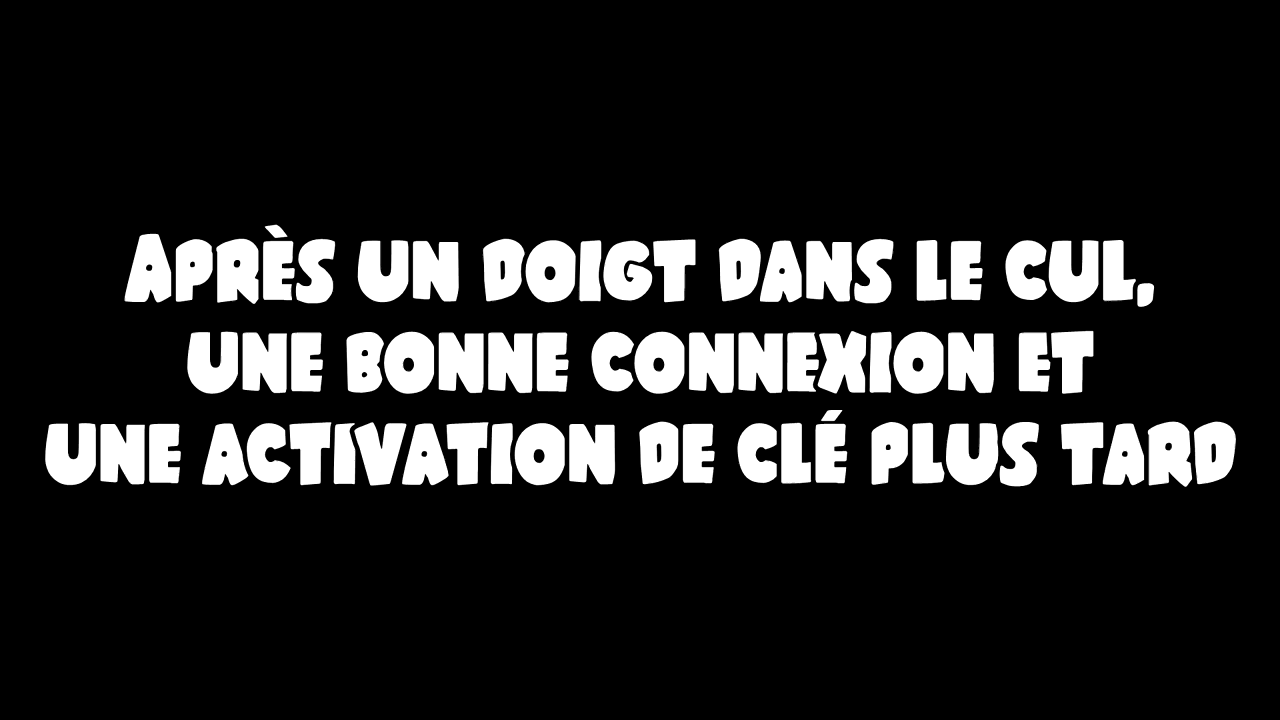 Après un doigt dans le cul,
une bonne connexion et
une activation de clé plus tard